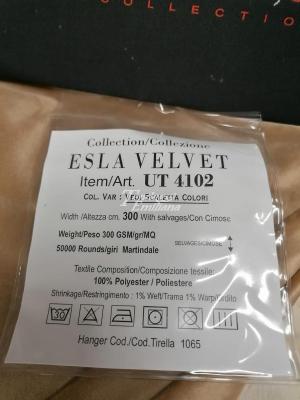 COLLECTION
Collection/Collezione
ESLA VELVET
Item/Art. UT 4102
COL. VAR : VEDI SCALETTA COLORI
Emiliana
Width /Altezza cm. 300 With salvages/Con Cimose
Weight/Peso 300 GSM/gr/MQ
SELVAGES/CIMOSE
50000 Rounds/giri Martindale
Textile Composition/Composizione tessile:
100% Polyester / Poliestere
Shrinkage/Restringimento : 1% Weft/Trama 1% Warp/Ordito
Hanger Cod./Cod.Tirella 1065